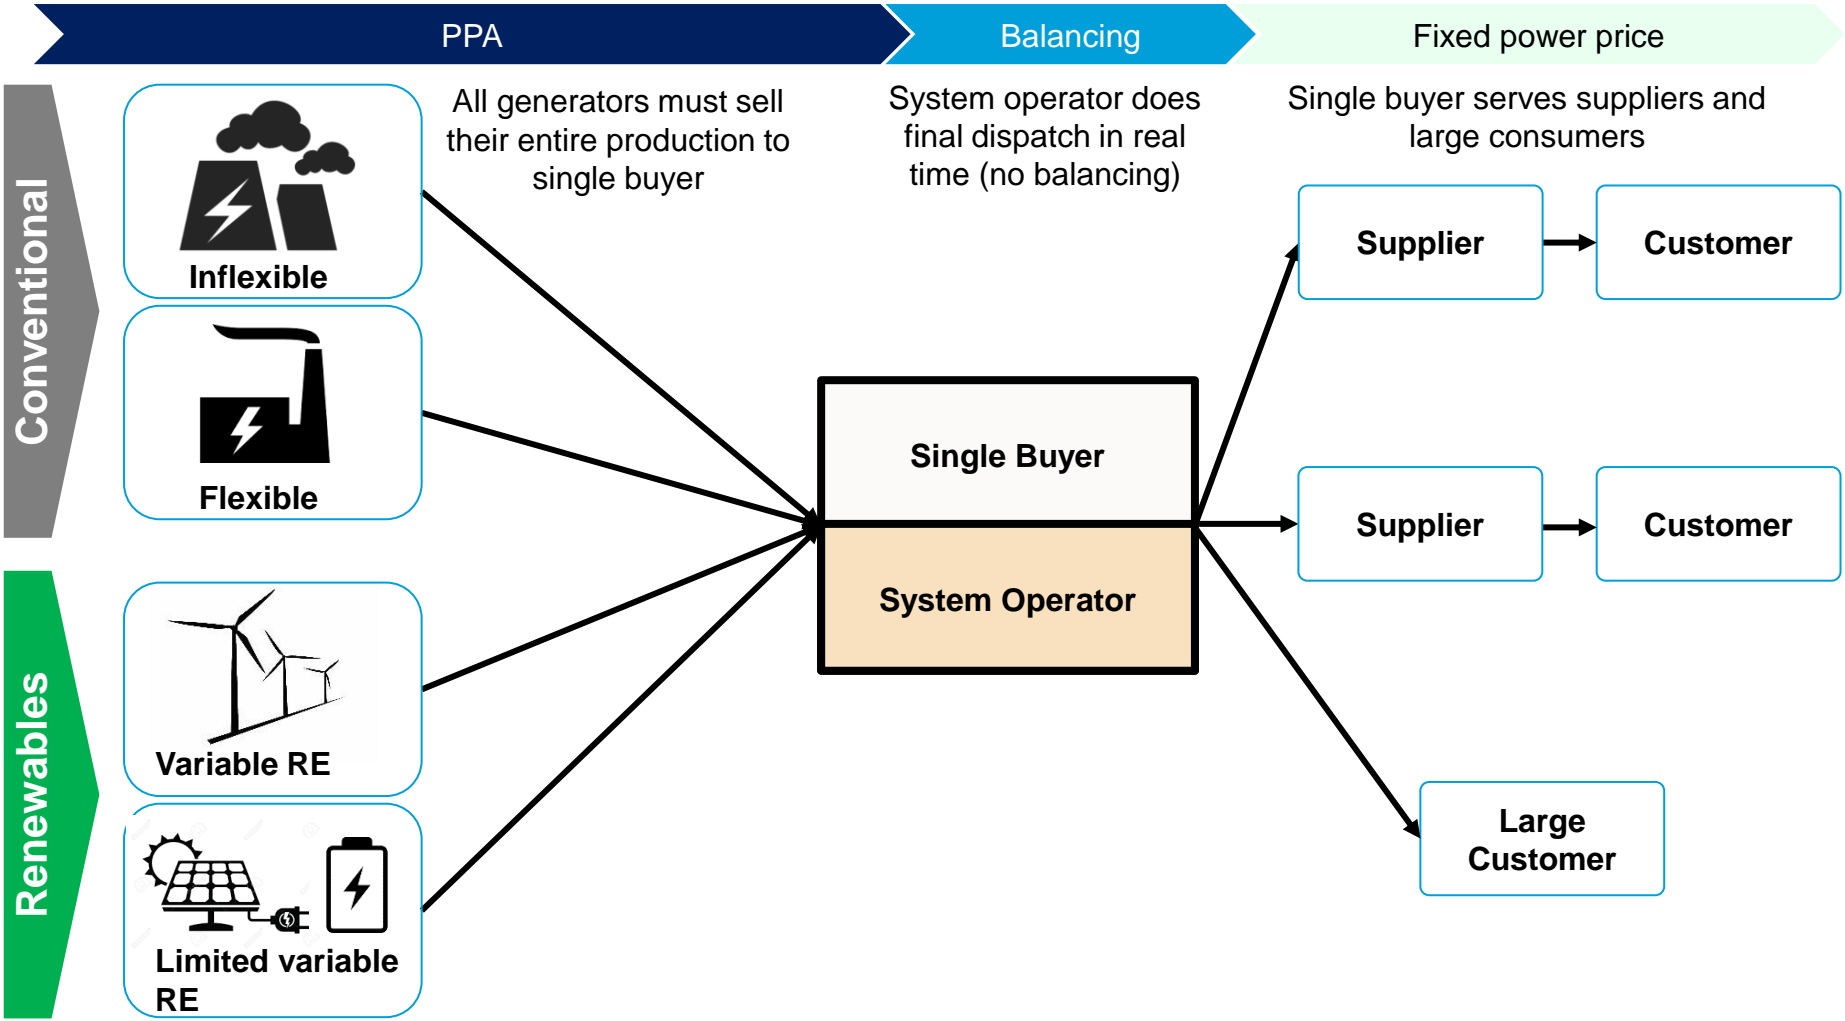 PPA
Balancing
Fixed power price
All generators must sell
their entire production to
single buyer
System operator does
final dispatch in real
time (no balancing)
Single buyer serves suppliers and
large consumers
Conventional
Inflexible
Flexible
Renewables
Variable RE
Limited variable
RE
Single Buyer
System Operator
Supplier
Customer
Supplier
Customer
Large
Customer